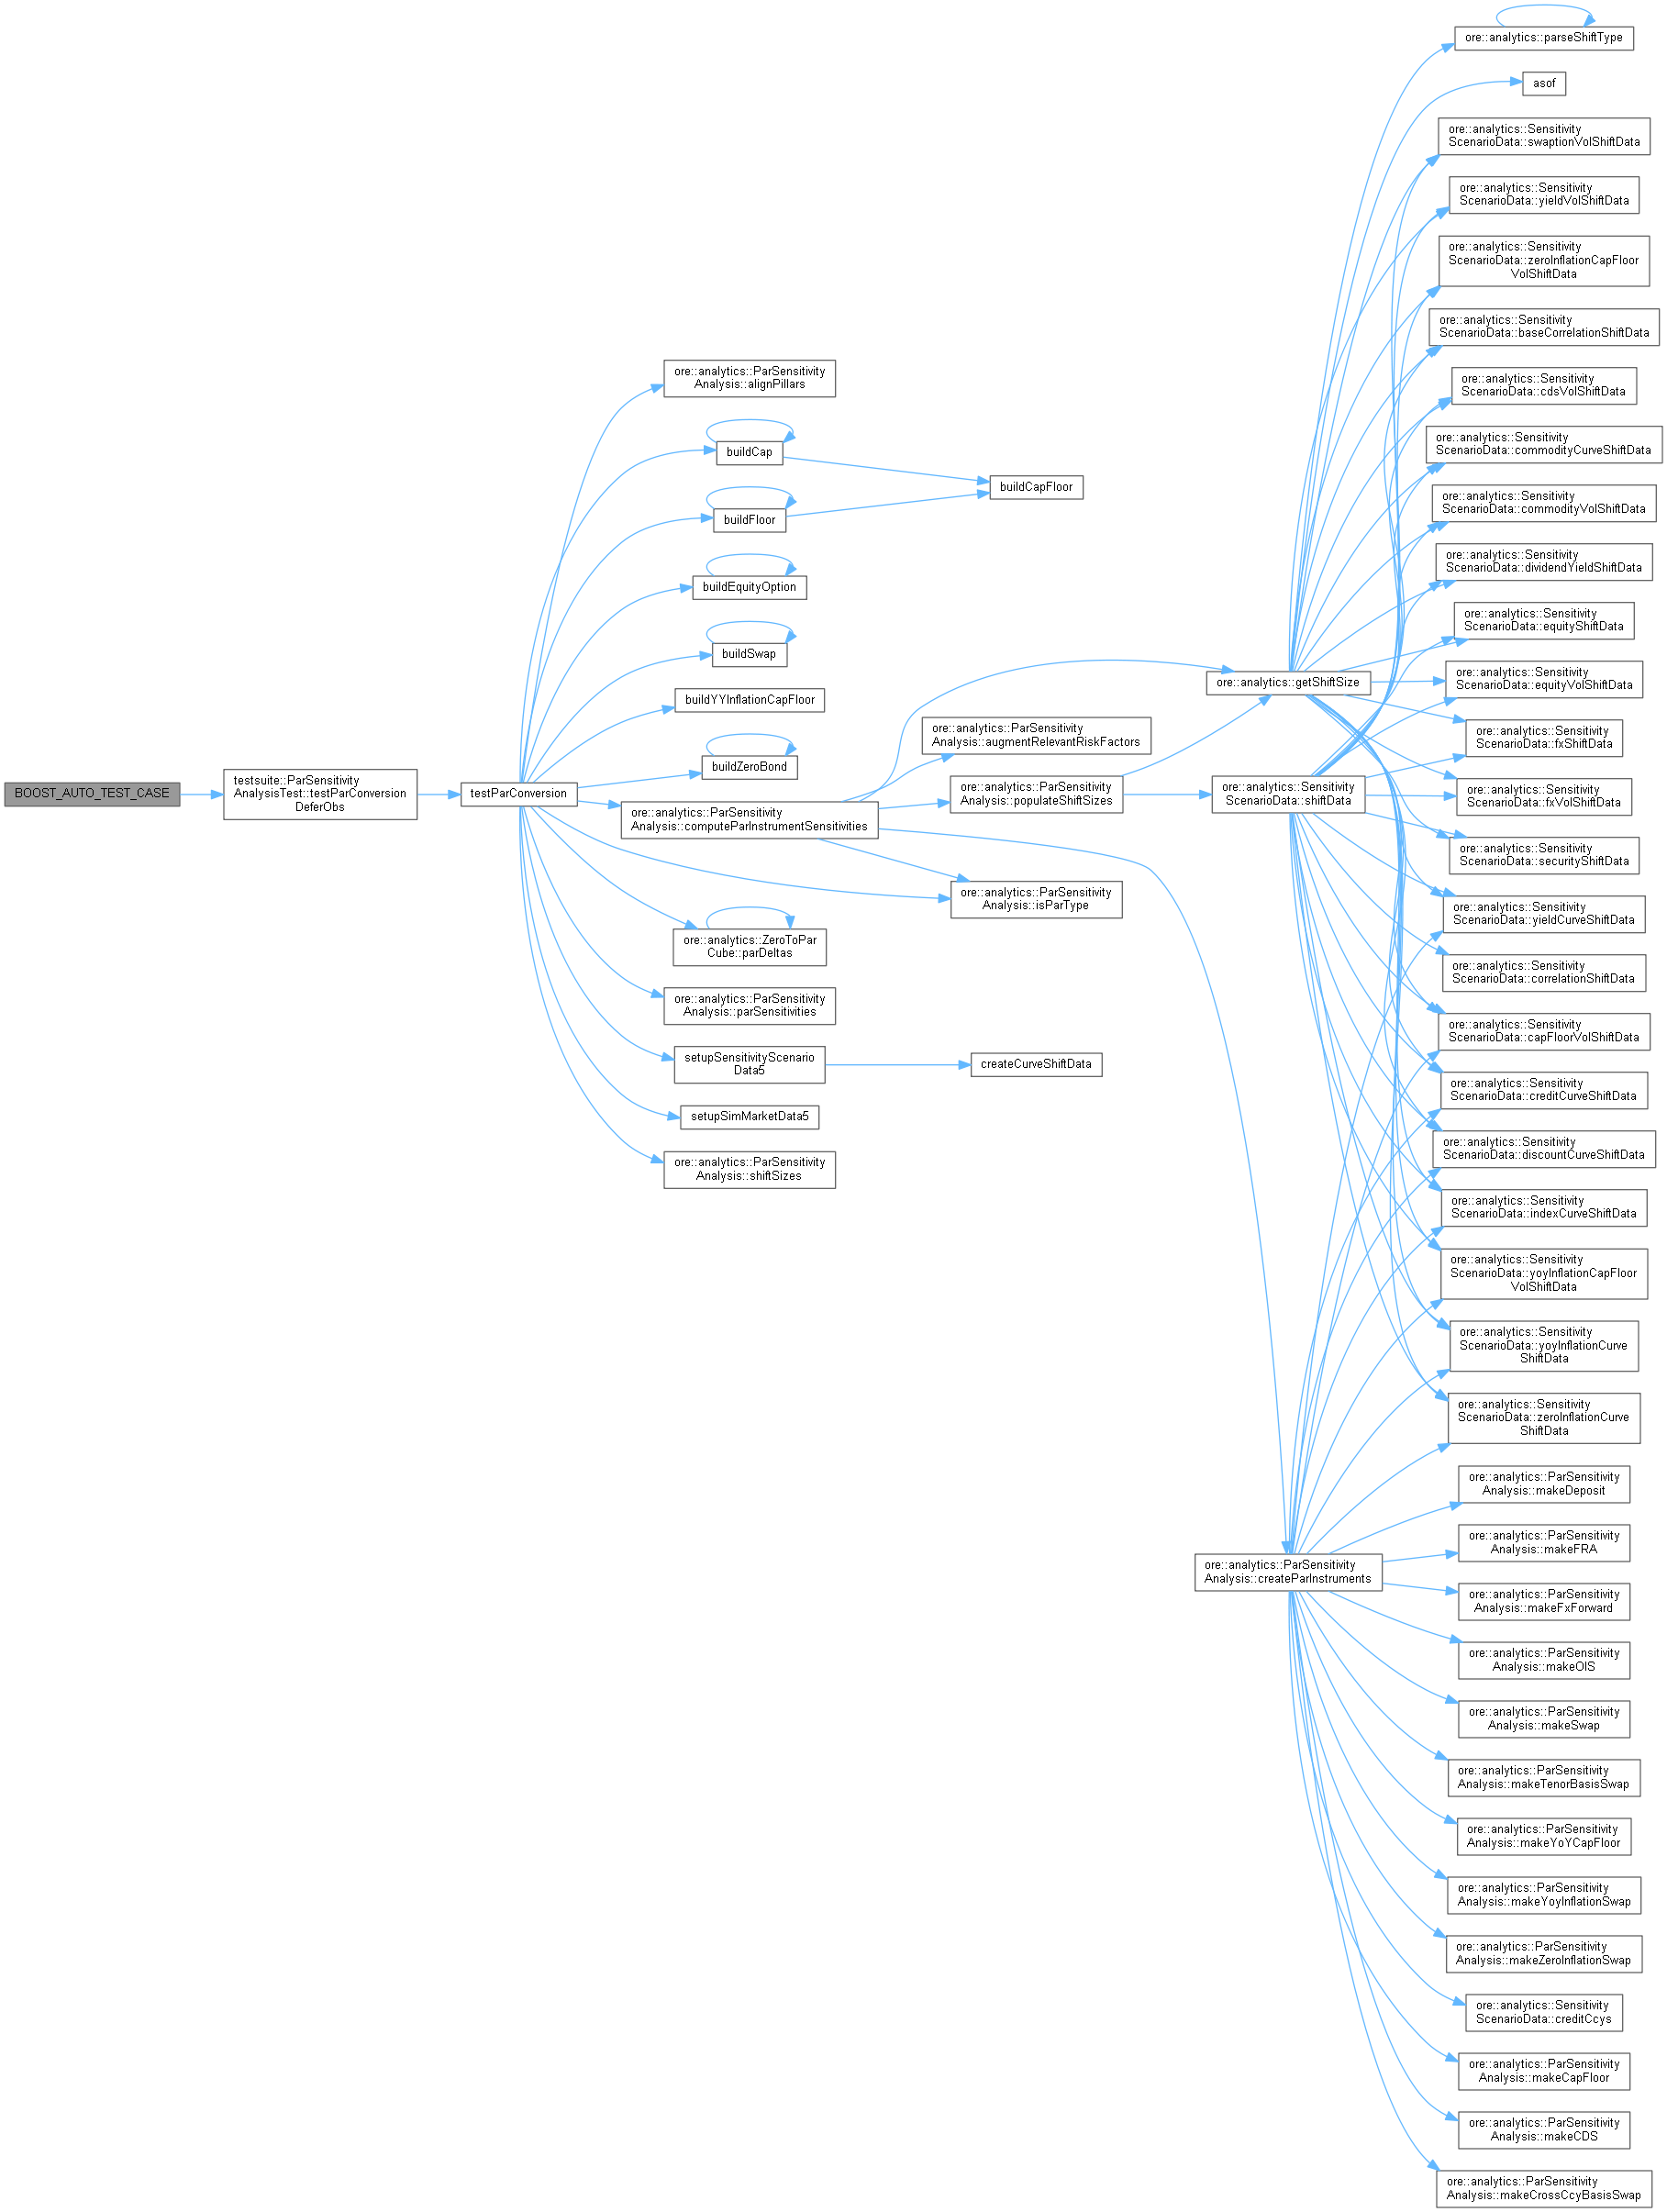 BOOST_AUTO_TEST_CASE
testsuite::ParSensitivity
AnalysisTest::testParConversion
DeferObs
testParConversion
ore::analytics::ParSensitivity
Analysis::alignPillars
buildCap
buildCapFloor
buildFloor
buildEquityOption
buildSwap
buildYYInflationCapFloor
buildZeroBond
ore::analytics::ParSensitivity
Analysis::computeParInstrumentSensitivities
ore::analytics::ParSensitivity
Analysis::augmentRelevantRiskFactors
ore::analytics::ParSensitivity
Analysis::populateShiftSizes
ore::analytics::ParSensitivity
Analysis::isParType
ore::analytics::ZeroToPar
Cube::parDeltas
ore::analytics::ParSensitivity
Analysis::parSensitivities
setupSensitivityScenario
Data5
createCurveShiftData
setupSimMarketData5
ore::analytics::ParSensitivity
Analysis::shiftSizes
ore::analytics::getShiftSize
ore::analytics::Sensitivity
ScenarioData::shiftData
ore::analytics::ParSensitivity
Analysis::createParInstruments
ore::analytics::parseShiftType
asof
ore::analytics::Sensitivity
ScenarioData::swaptionVolShiftData
ore::analytics::Sensitivity
ScenarioData::yieldVolShiftData
ore::analytics::Sensitivity
ScenarioData::zeroInflationCapFloor
VolShiftData
ore::analytics::Sensitivity
ScenarioData::baseCorrelationShiftData
ore::analytics::Sensitivity
ScenarioData::cdsVolShiftData
ore::analytics::Sensitivity
ScenarioData::commodityCurveShiftData
ore::analytics::Sensitivity
ScenarioData::commodityVolShiftData
ore::analytics::Sensitivity
ScenarioData::dividendYieldShiftData
ore::analytics::Sensitivity
ScenarioData::equityShiftData
ore::analytics::Sensitivity
ScenarioData::equityVolShiftData
ore::analytics::Sensitivity
ScenarioData::fxShiftData
ore::analytics::Sensitivity
ScenarioData::fxVolShiftData
ore::analytics::Sensitivity
ScenarioData::securityShiftData
ore::analytics::Sensitivity
ScenarioData::yieldCurveShiftData
ore::analytics::Sensitivity
ScenarioData::correlationShiftData
ore::analytics::Sensitivity
ScenarioData::capFloorVolShiftData
ore::analytics::Sensitivity
ScenarioData::creditCurveShiftData
ore::analytics::Sensitivity
ScenarioData::discountCurveShiftData
ore::analytics::Sensitivity
ScenarioData::indexCurveShiftData
ore::analytics::Sensitivity
ScenarioData::yoyInflationCapFloor
VolShiftData
ore::analytics::Sensitivity
ScenarioData::yoyInflationCurve
ShiftData
ore::analytics::Sensitivity
ScenarioData::zeroInflationCurve
ShiftData
ore::analytics::ParSensitivity
Analysis::makeDeposit
ore::analytics::ParSensitivity
Analysis::makeFRA
ore::analytics::ParSensitivity
Analysis::makeFxForward
ore::analytics::ParSensitivity
Analysis::makeOIS
ore::analytics::ParSensitivity
Analysis::makeSwap
ore::analytics::ParSensitivity
Analysis::makeTenorBasisSwap
ore::analytics::ParSensitivity
Analysis::makeYoYCapFloor
ore::analytics::ParSensitivity
Analysis::makeYoyInflationSwap
ore::analytics::ParSensitivity
Analysis::makeZeroInflationSwap
ore::analytics::Sensitivity
ScenarioData::creditCcys
ore::analytics::ParSensitivity
Analysis::makeCapFloor
ore::analytics::ParSensitivity
Analysis::makeCDS
ore::analytics::ParSensitivity
Analysis::makeCrossCcyBasisSwap